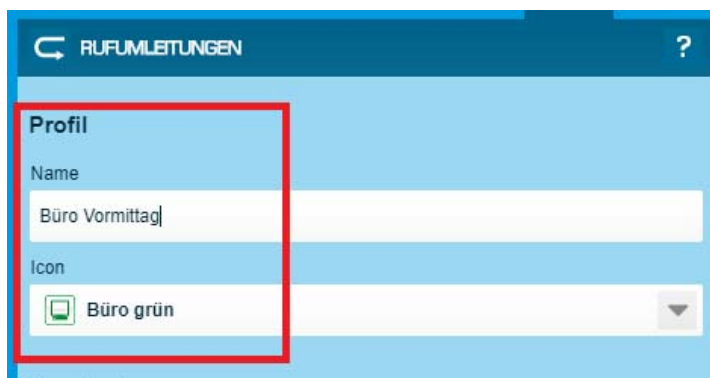 RUFUMLEITUNGEN ?
Profil
Name
Büro Vormittag
Icon
Büro grün